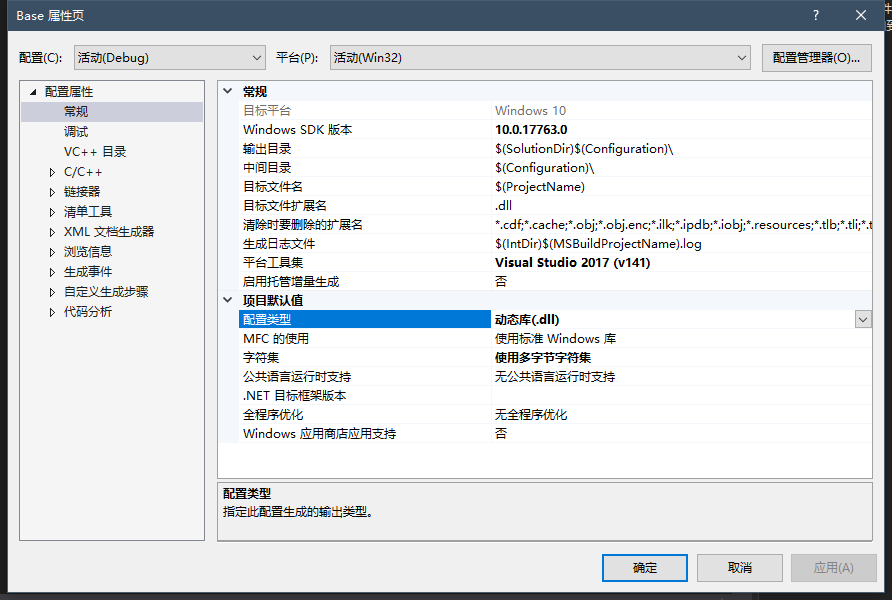 Base 属性页
配置(C): 活动(Debug) 平台(P): 活动(Win32) 配置管理器(O)...
配置属性
常规
调试
VC++ 目录
C/C++
链接器
清单工具
XML 文档生成器
浏览信息
生成事件
自定义生成步骤
代码分析
常规
目标平台 Windows 10
Windows SDK 版本 10.0.17763.0
输出目录 $(SolutionDir)$(Configuration)\
中间目录 $(Configuration)\
目标文件名 $(ProjectName)
目标文件扩展名 .dll
清除时要删除的扩展名 *.cdf;*.cache;*.obj;*.obj.enc;*.ilk;*.ipdb;*.iobj;*.resources;*.tlb;*.tli;*.t
生成日志文件 $(IntDir)$(MSBuildProjectName).log
平台工具集 Visual Studio 2017 (v141)
启用托管增量生成 否
项目默认值
配置类型 动态库(.dll)
MFC 的使用 使用标准 Windows 库
字符集 使用多字节字符集
公共语言运行时支持 无公共语言运行时支持
.NET 目标框架版本
全程序优化 无全程序优化
Windows 应用商店应用支持 否
配置类型
指定此配置生成的输出类型。
确定 取消 应用(A)